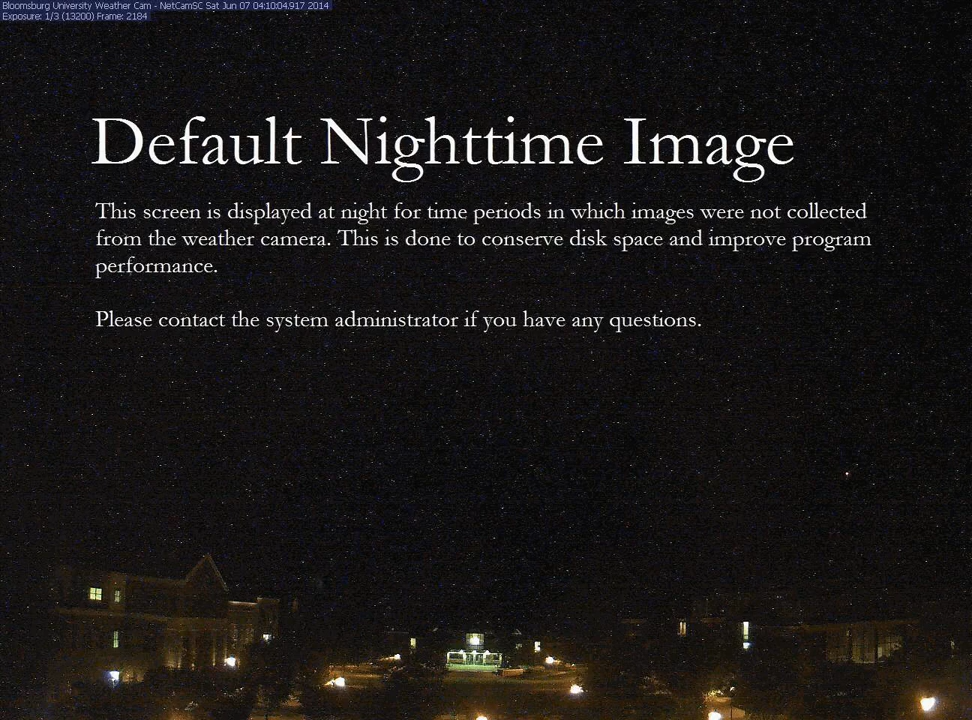 Bloomsburg University Weather Cam - NetCamSC Sat Jun 07 04:10:04.917 2014
Exposure: 1/3 (13200) Frame: 2184
Default Nighttime Image
This screen is displayed at night for time periods in which images were not collected
from the weather camera. This is done to conserve disk space and improve program
performance.
Please contact the system administrator if you have any questions.